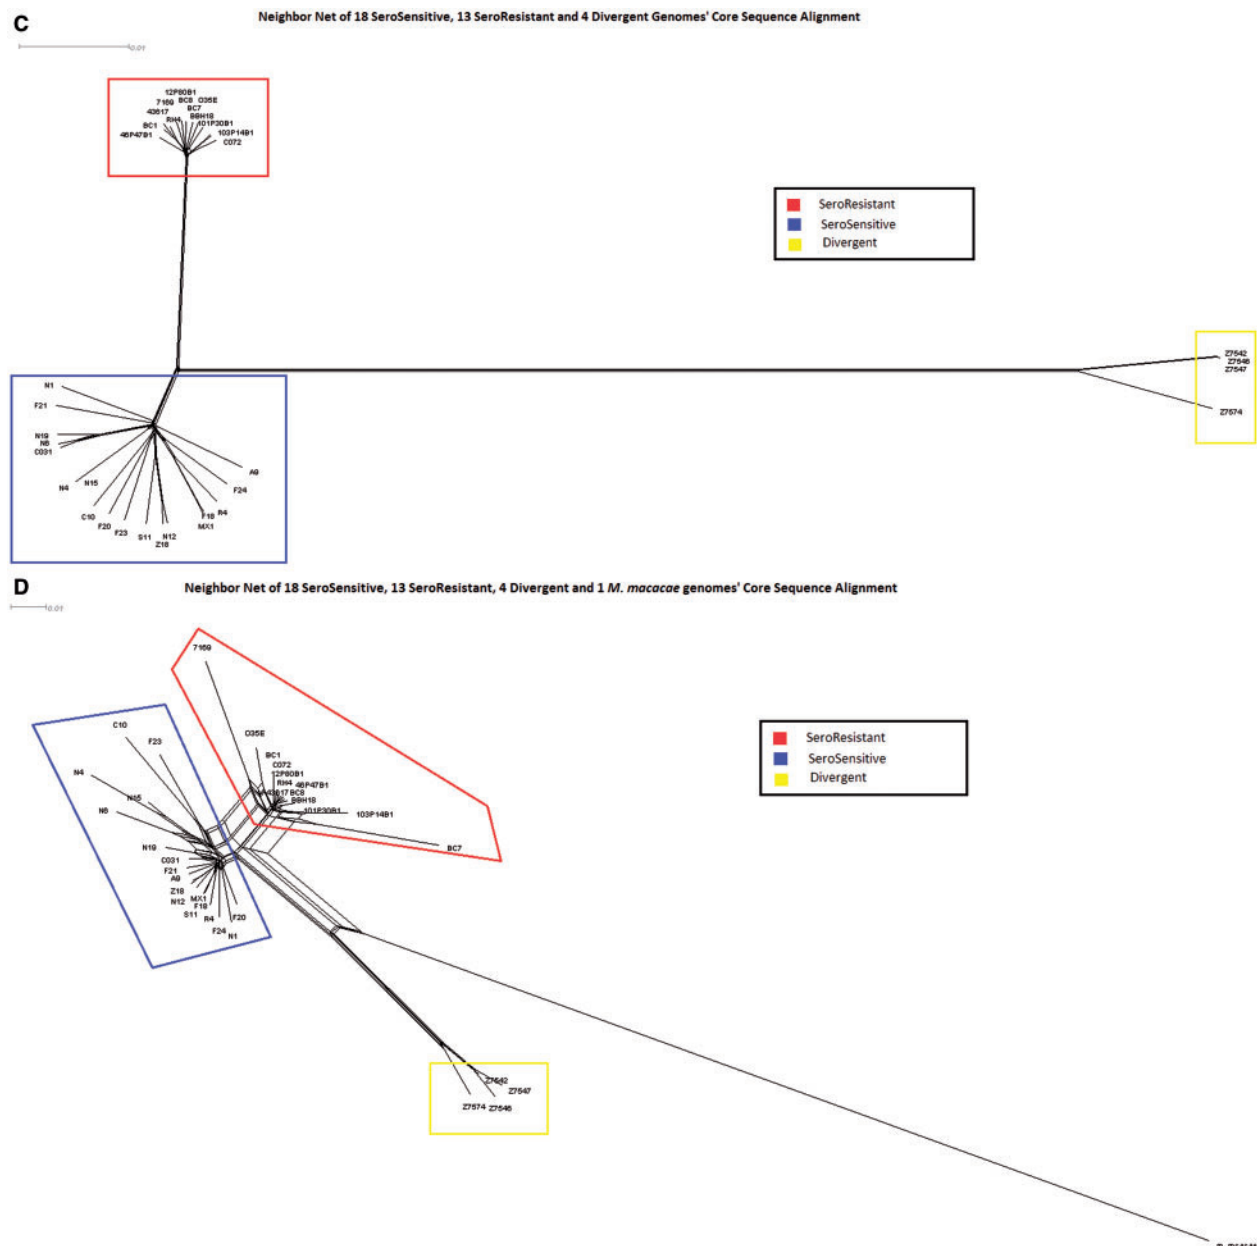 C
Neighbor Net of 18 SeroSensitive, 13 SeroResistant and 4 Divergent Genomes' Core Sequence Alignment
0.01
12P80B1
7169
BC8
O35E
43617
BC7
RH4
BBH18
BC1
101P30B1
46P47B1
103P14B1
C072
SeroResistant
SeroSensitive
Divergent
Z7542
Z7546
Z7547
Z7574
N1
F21
N19
N6
C031
A9
N4
N15
F24
C10
F18
R4
F20
F23
MX1
S11
N12
Z18
D
Neighbor Net of 18 SeroSensitive, 13 SeroResistant, 4 Divergent and 1 M. macacae genomes' Core Sequence Alignment
0.01
7169
C10
F23
O35E
BC1
C072
12P80B1
N4
RH4
46P47B1
43617
BC8
N15
BBH18
N6
101P30B1
103P14B1
N19
BC7
C031
F21
A9
Z18
MX1
N12
F18
S11
R4
F20
F24
N1
SeroResistant
SeroSensitive
Divergent
Z7542
Z7547
Z7574
Z7546